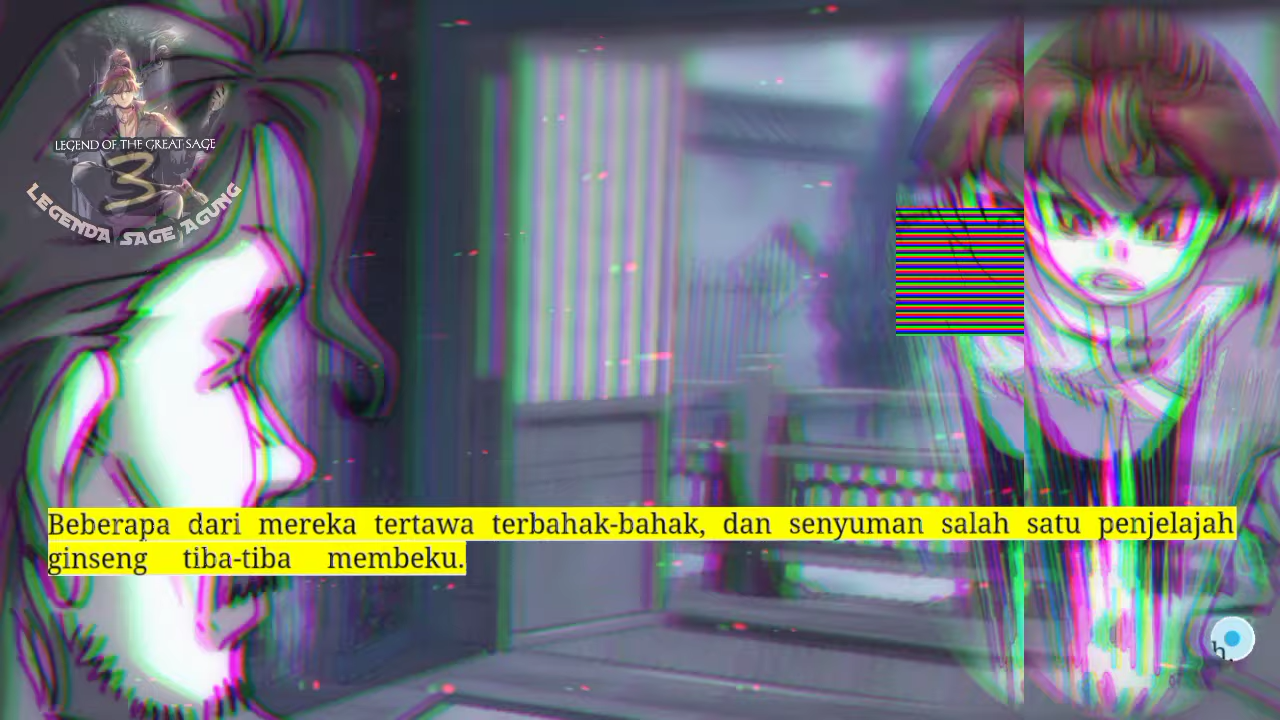 LEGEND OF THE GREAT SAGE
3
LEGENDA SAGE AGUNG
Beberapa dari mereka tertawa terbahak-bahak, dan senyuman salah satu penjelajah
ginseng tiba-tiba membeku.
h.